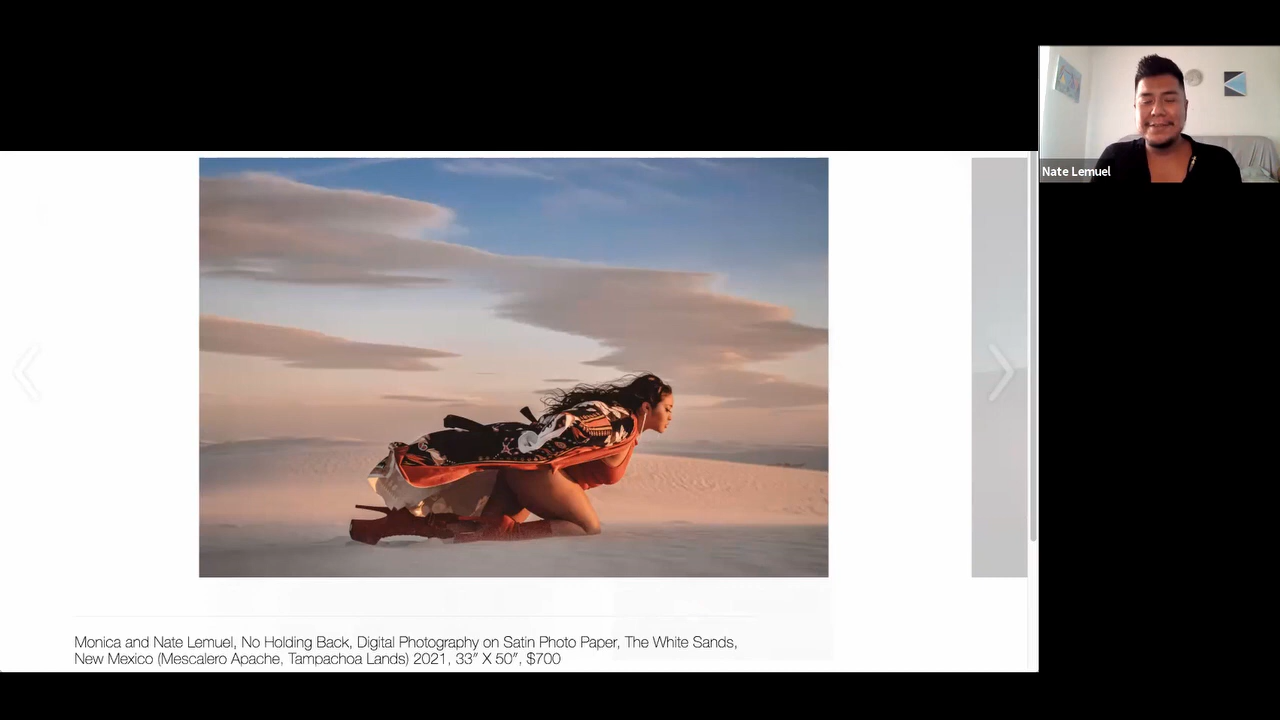 Nate Lemuel
Monica and Nate Lemuel, No Holding Back, Digital Photography on Satin Photo Paper, The White Sands,
New Mexico (Mescalero Apache, Tampachoa Lands) 2021, 33” X 50”, $700